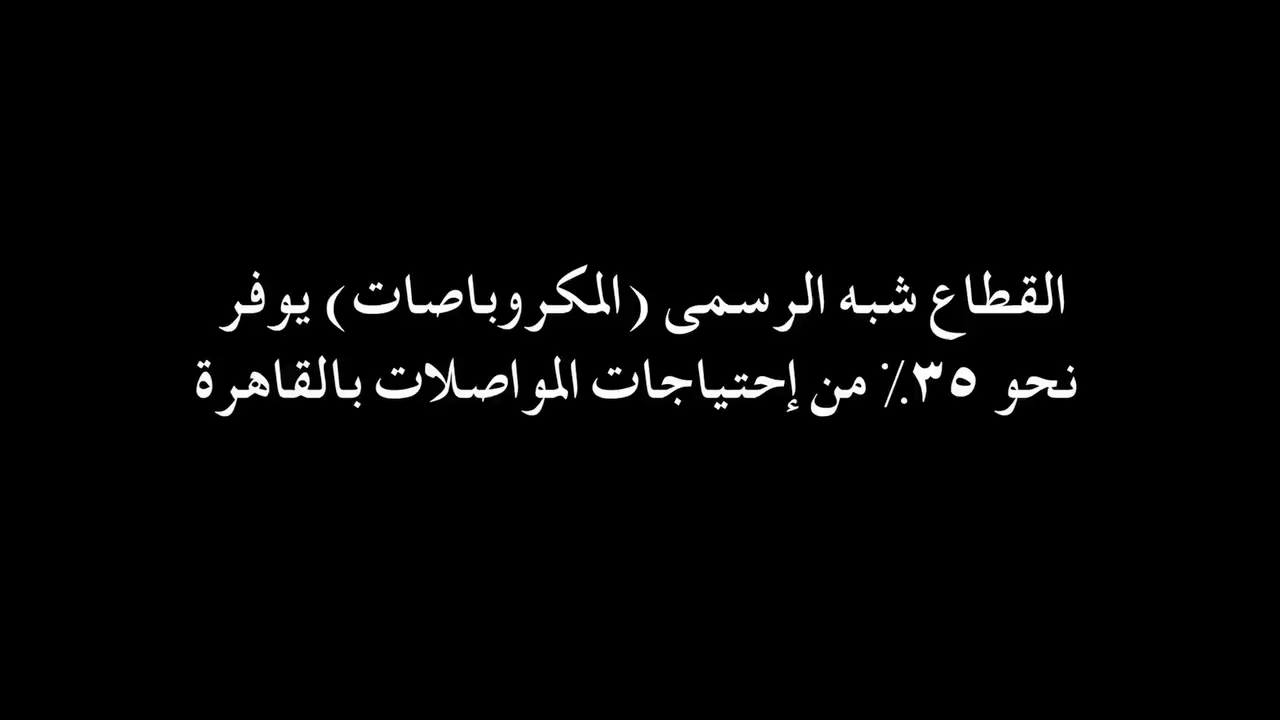 القطاع شبه الرسمى (المكروباصات) يوفر
نحو ٣٥٪ من إحتياجات المواصلات بالقاهرة